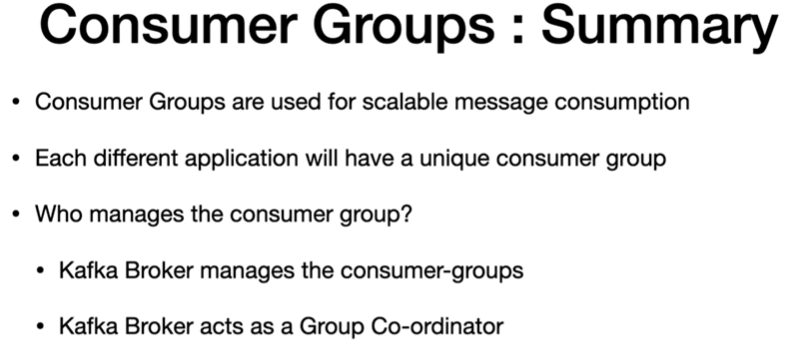 Consumer Groups : Summary
• Consumer Groups are used for scalable message consumption
• Each different application will have a unique consumer group
• Who manages the consumer group?
• Kafka Broker manages the consumer-groups
• Kafka Broker acts as a Group Co-ordinator